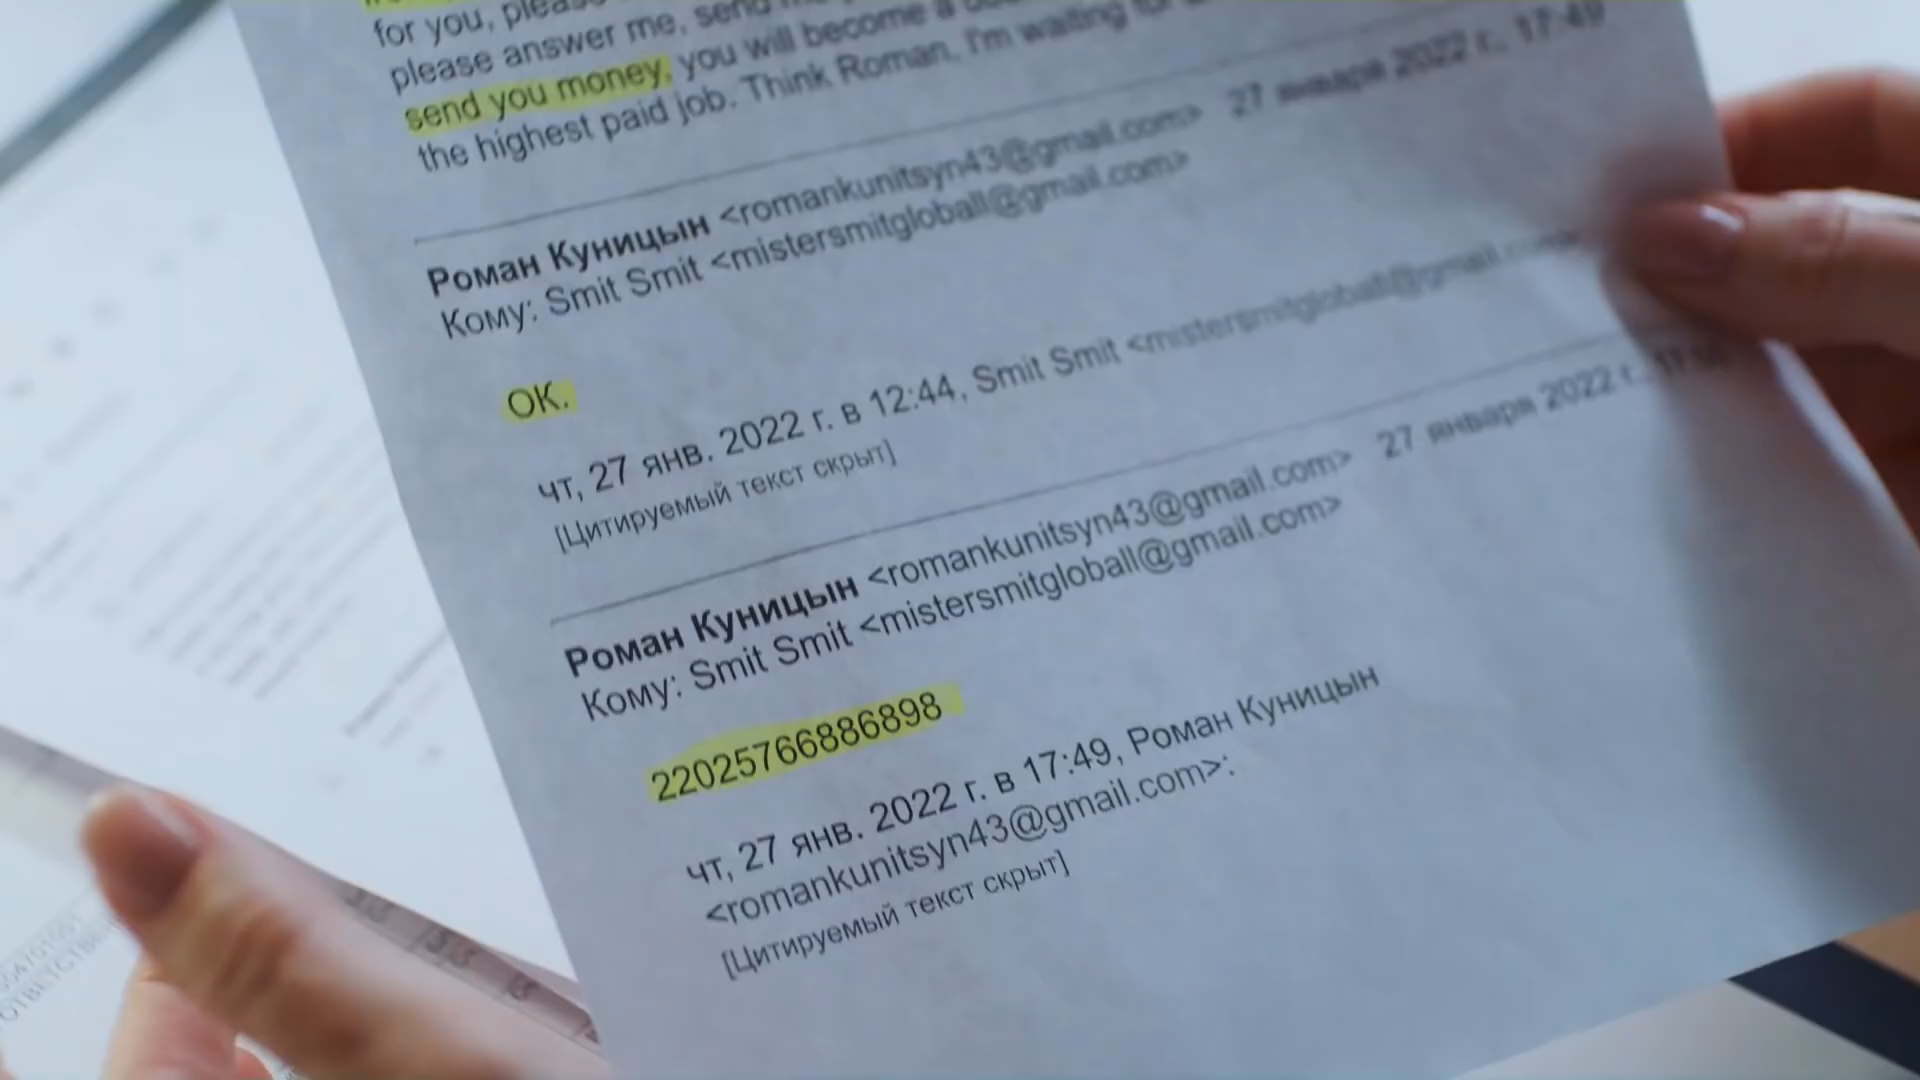 for you, please
please answer me, send
send you money, you will become a
the highest paid job. Think Roman. I'm waiting for
Роман Куницын <romankunitsyn43@gmail.com> 27 января 2022 г., 17:49
Кому: Smit Smit <mistersmitgloball@gmail.com>
ОК.
чт, 27 янв. 2022 г. в 12:44, Smit Smit <mistersmitgloball@gmail.com>
[Цитируемый текст скрыт]
Роман Куницын <romankunitsyn43@gmail.com> 27 января 2022 г.,
Кому: Smit Smit <mistersmitgloball@gmail.com>
22025766886898
чт, 27 янв. 2022 г. в 17:49, Роман Куницын
<romankunitsyn43@gmail.com>:
[Цитируемый текст скрыт]